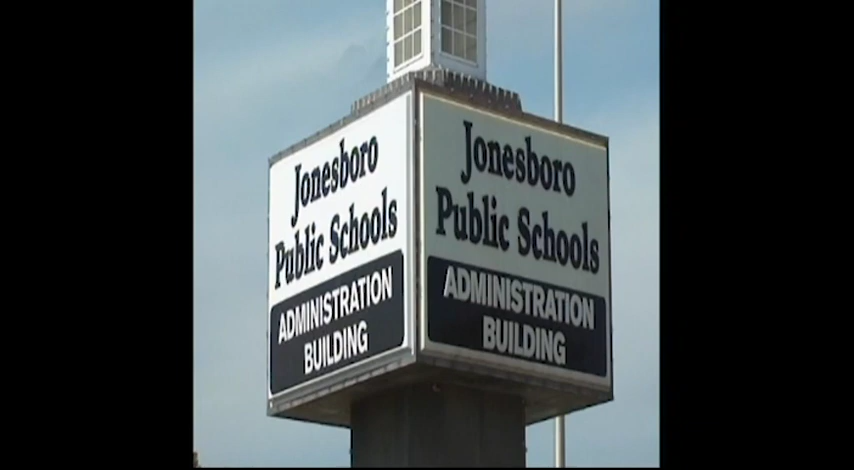 Jonesboro
Public Schools
ADMINISTRATION
BUILDING
Jonesboro
Public Schools
ADMINISTRATION
BUILDING